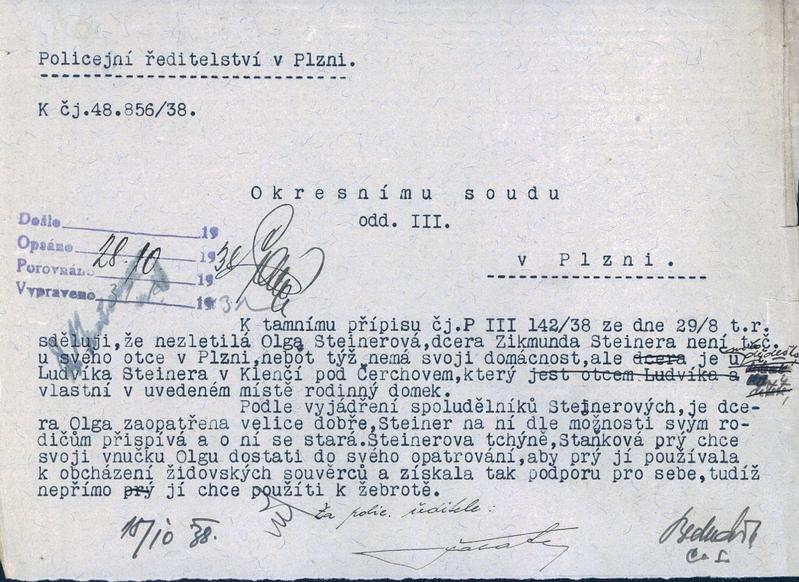 Policejní ředitelství v Plzni.
K čj.48.856/38.
Okresnímu soudu
odd. III.
v Plzni.
Došlo 19
Opsáno 28.10 1938
Porovnáno 19
Vypraveno 19
K tamnímu přípisu čj.P III 142/38 ze dne 29/8 t.r.
sděluji,že nezletilá Olga Steinerová,dcera Zikmunda Steinera není t.č.
u svého otce v Plzni,neboť týž nemá svoji domácnost,ale dcera je u
Ludvíka Steinera v Klenčí pod Čerchovem,který jest otcem Ludvíka a
vlastní v uvedeném místě rodinný domek.
Podle vyjádření spoludělníků Steinerových,je dce-
ra Olga zaopatřena velice dobře,Steiner na ní dle možnosti svým ro-
dičům přispívá a o ní se stará.Steinerova tchýně,Staňková prý chce
svoji vnučku Olgu dostati do svého opatrování,aby prý jí používala
k obcházení židovských souvěrců a získala tak podporu pro sebe,tudíž
nepřímo prý jí chce použíti k žebrotě.
Za polic. ředitele:
18/10 38.